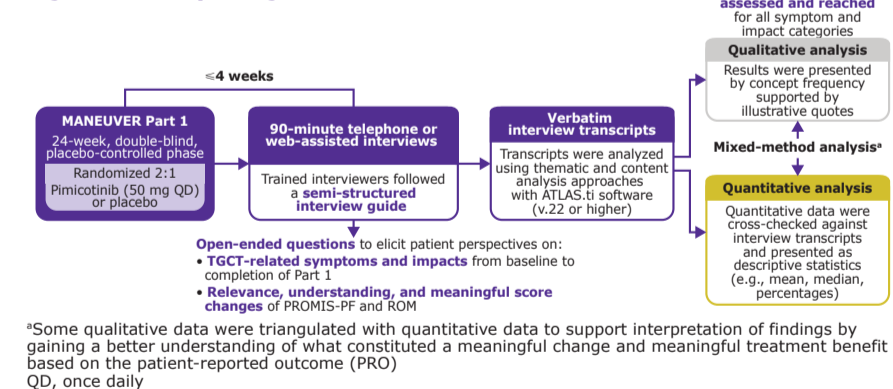 assessed and reached
for all symptom and
impact categories
≤4 weeks
MANEUVER Part 1
24-week, double-blind,
placebo-controlled phase
Randomized 2:1
Pimicotinib (50 mg QD)
or placebo
90-minute telephone or
web-assisted interviews
Trained interviewers followed
a semi-structured
interview guide
Open-ended questions to elicit patient perspectives on:
• TGCT-related symptoms and impacts from baseline to
completion of Part 1
• Relevance, understanding, and meaningful score
changes of PROMIS-PF and ROM
Verbatim
interview transcripts
Transcripts were analyzed
using thematic and content
analysis approaches
with ATLAS.ti software
(v.22 or higher)
Qualitative analysis
Results were presented
by concept frequency
supported by
illustrative quotes
Mixed-method analysisᵃ
Quantitative analysis
Quantitative data were
cross-checked against
interview transcripts
and presented as
descriptive statistics
(e.g., mean, median,
percentages)
ᵃSome qualitative data were triangulated with quantitative data to support interpretation of findings by
gaining a better understanding of what constituted a meaningful change and meaningful treatment benefit
based on the patient-reported outcome (PRO)
QD, once daily